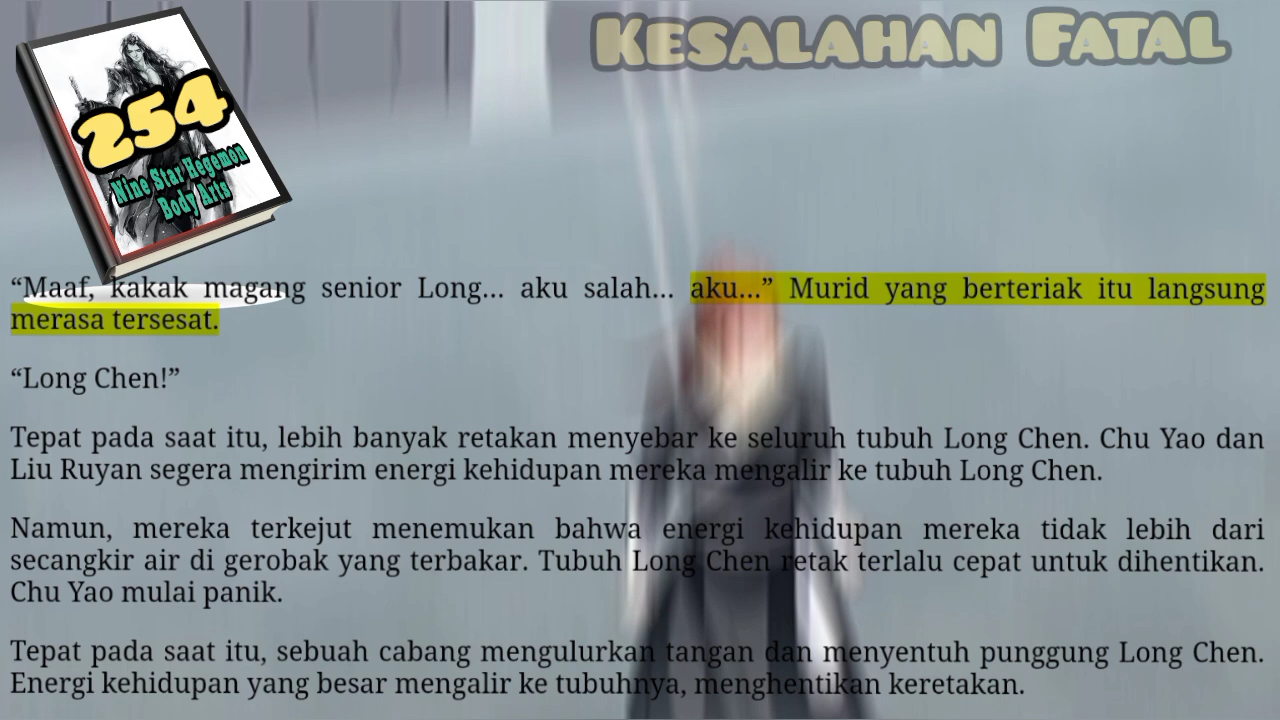 Kesalahan Fatal
254
Nine Star Hegemon
Body Arts
“Maaf, kakak magang senior Long... aku salah... aku...” Murid yang berteriak itu langsung
merasa tersesat.
“Long Chen!”
Tepat pada saat itu, lebih banyak retakan menyebar ke seluruh tubuh Long Chen. Chu Yao dan
Liu Ruyan segera mengirim energi kehidupan mereka mengalir ke tubuh Long Chen.
Namun, mereka terkejut menemukan bahwa energi kehidupan mereka tidak lebih dari
secangkir air di gerobak yang terbakar. Tubuh Long Chen retak terlalu cepat untuk dihentikan.
Chu Yao mulai panik.
Tepat pada saat itu, sebuah cabang mengulurkan tangan dan menyentuh punggung Long Chen.
Energi kehidupan yang besar mengalir ke tubuhnya, menghentikan keretakan.